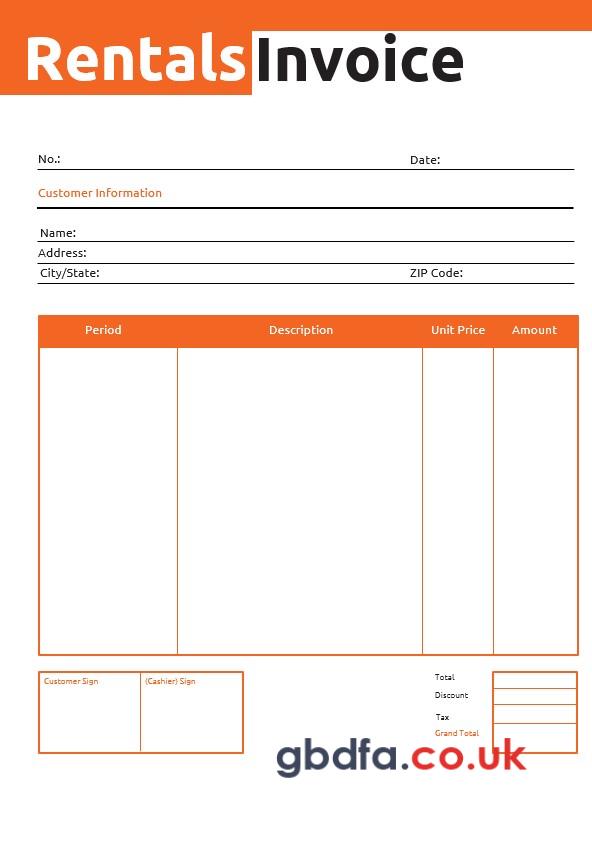 Rentals Invoice
No.: Date:
Customer Information
Name:
Address:
City/State: ZIP Code:
Period Description Unit Price Amount
Customer Sign (Cashier) Sign Total
Discount
Tax
Grand Total
gbdfa.co.uk